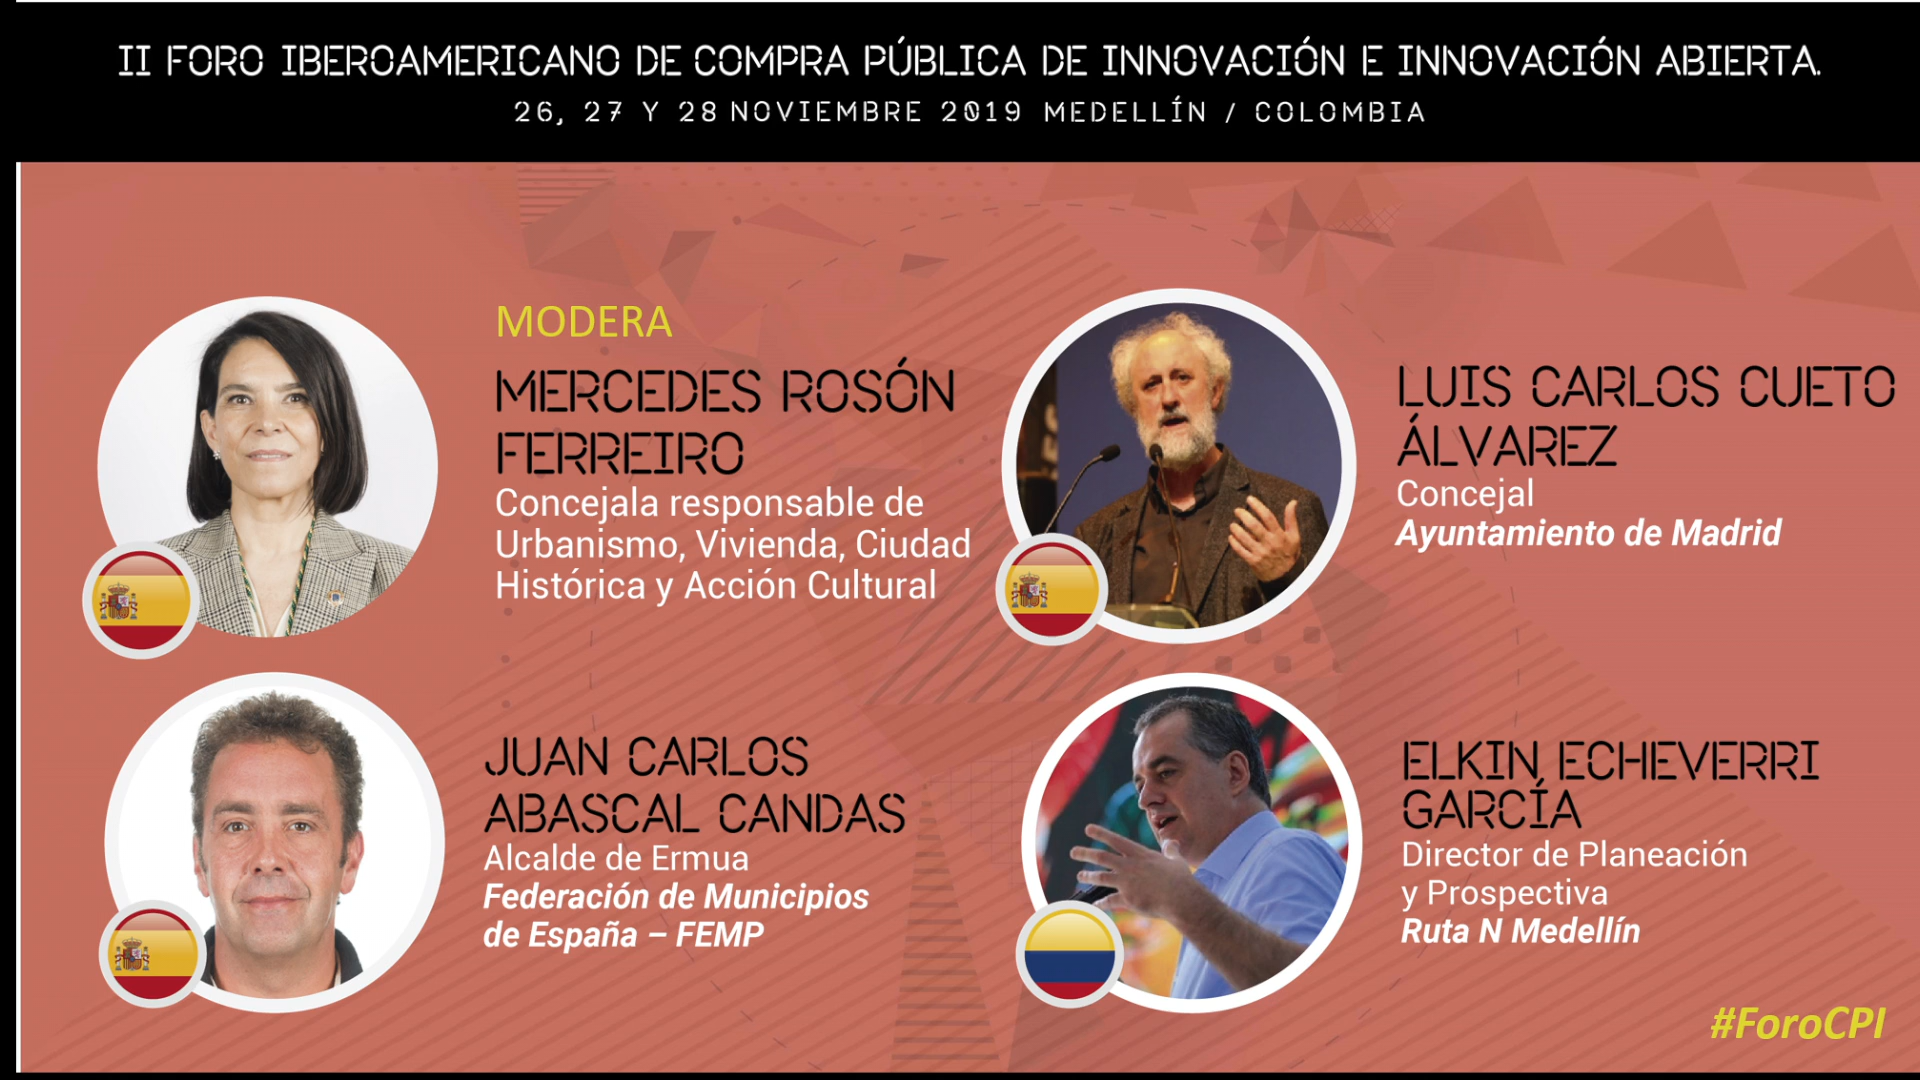 II FORO IBEROAMERICANO DE COMPRA PÚBLICA DE INNOVACIÓN E INNOVACIÓN ABIERTA.
26, 27 Y 28 NOVIEMBRE 2019 MEDELLÍN / COLOMBIA
MODERA
MERCEDES ROSÓN
FERREIRO
Concejala responsable de
Urbanismo, Vivienda, Ciudad
Histórica y Acción Cultural
LUIS CARLOS CUETO
ÁLVAREZ
Concejal
Ayuntamiento de Madrid
JUAN CARLOS
ABASCAL CANDAS
Alcalde de Ermua
Federación de Municipios
de España – FEMP
ELKIN ECHEVERRI
GARCÍA
Director de Planeación
y Prospectiva
Ruta N Medellín
#ForoCPI